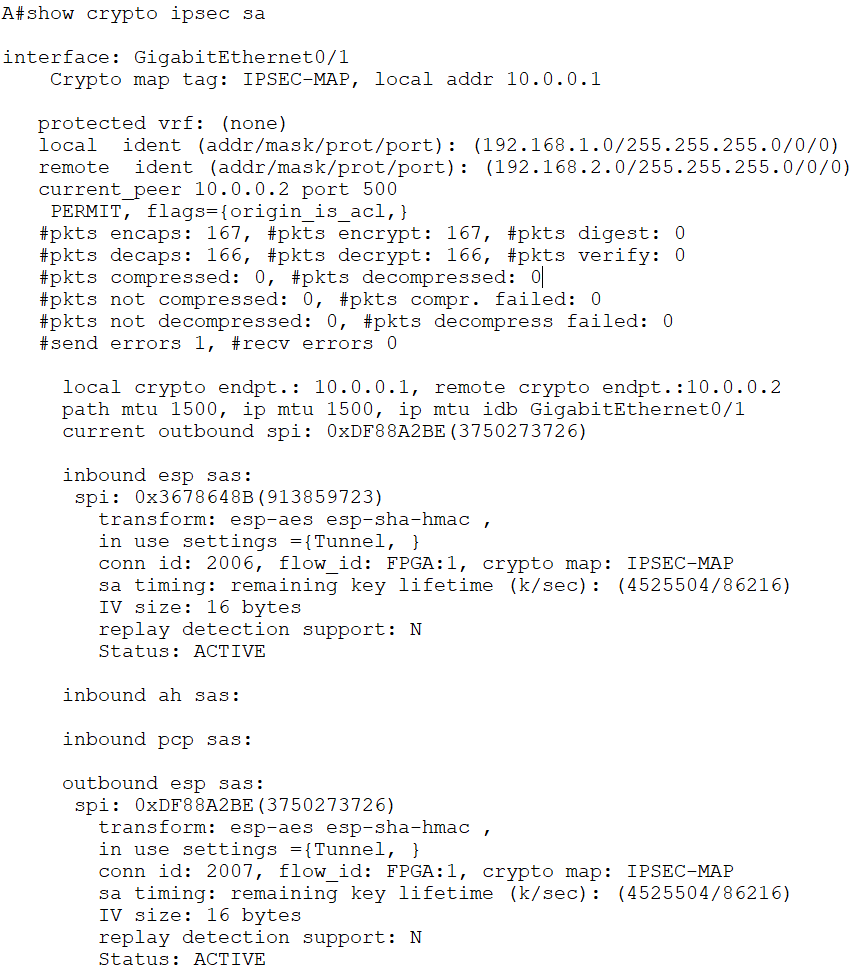 A#show crypto ipsec sa
interface: GigabitEthernet0/1
Crypto map tag: IPSEC-MAP, local addr 10.0.0.1
protected vrf: (none)
local  ident (addr/mask/prot/port): (192.168.1.0/255.255.255.0/0/0)
remote  ident (addr/mask/prot/port): (192.168.2.0/255.255.255.0/0/0)
current_peer 10.0.0.2 port 500
PERMIT, flags={origin_is_acl,}
#pkts encaps: 167, #pkts encrypt: 167, #pkts digest: 0
#pkts decaps: 166, #pkts decrypt: 166, #pkts verify: 0
#pkts compressed: 0, #pkts decompressed: 0
#pkts not compressed: 0, #pkts compr. failed: 0
#pkts not decompressed: 0, #pkts decompress failed: 0
#send errors 1, #recv errors 0
local crypto endpt.: 10.0.0.1, remote crypto endpt.:10.0.0.2
path mtu 1500, ip mtu 1500, ip mtu idb GigabitEthernet0/1
current outbound spi: 0xDF88A2BE(3750273726)
inbound esp sas:
spi: 0x3678648B(913859723)
transform: esp-aes esp-sha-hmac ,
in use settings ={Tunnel, }
conn id: 2006, flow_id: FPGA:1, crypto map: IPSEC-MAP
sa timing: remaining key lifetime (k/sec): (4525504/86216)
IV size: 16 bytes
replay detection support: N
Status: ACTIVE
inbound ah sas:
inbound pcp sas:
outbound esp sas:
spi: 0xDF88A2BE(3750273726)
transform: esp-aes esp-sha-hmac ,
in use settings ={Tunnel, }
conn id: 2007, flow_id: FPGA:1, crypto map: IPSEC-MAP
sa timing: remaining key lifetime (k/sec): (4525504/86216)
IV size: 16 bytes
replay detection support: N
Status: ACTIVE